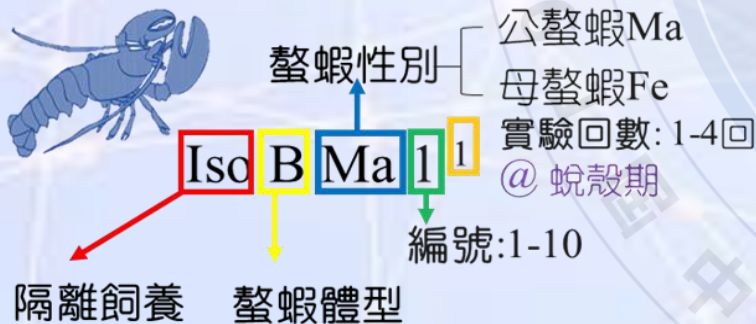 公螯蝦Ma
螯蝦性別
母螯蝦Fe
實驗回數: 1-4回
Iso B Ma 1 1
@ 蛻殼期
編號:1-10
隔離飼養
螯蝦體型
國
中